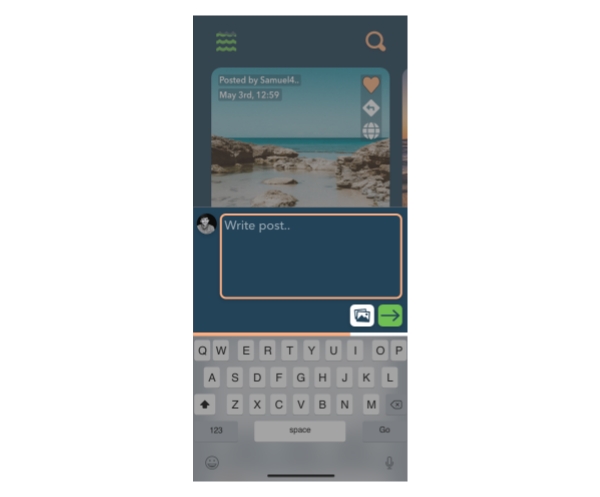 Posted by Samuel4..
May 3rd, 12:59
Write post..
Q W E R T Y U I O P
A S D F G H J K L
Z X C V B N M
123 space Go